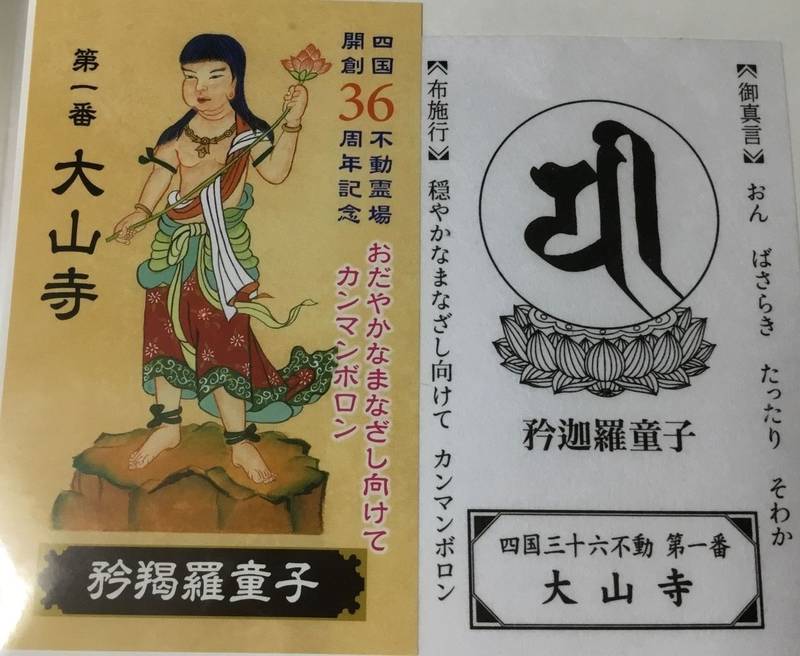 四国
開創
36
不動霊場
周年記念
第一番
大山寺
おだやかなまなざし向けて
カンマンボロン
矜羯羅童子
【御真言】 おん ばさらき たったり そわか
【布施行】 穏やかなまなざし向けて カンマンボロン
矜迦羅童子
四国三十六不動 第一番
大山寺